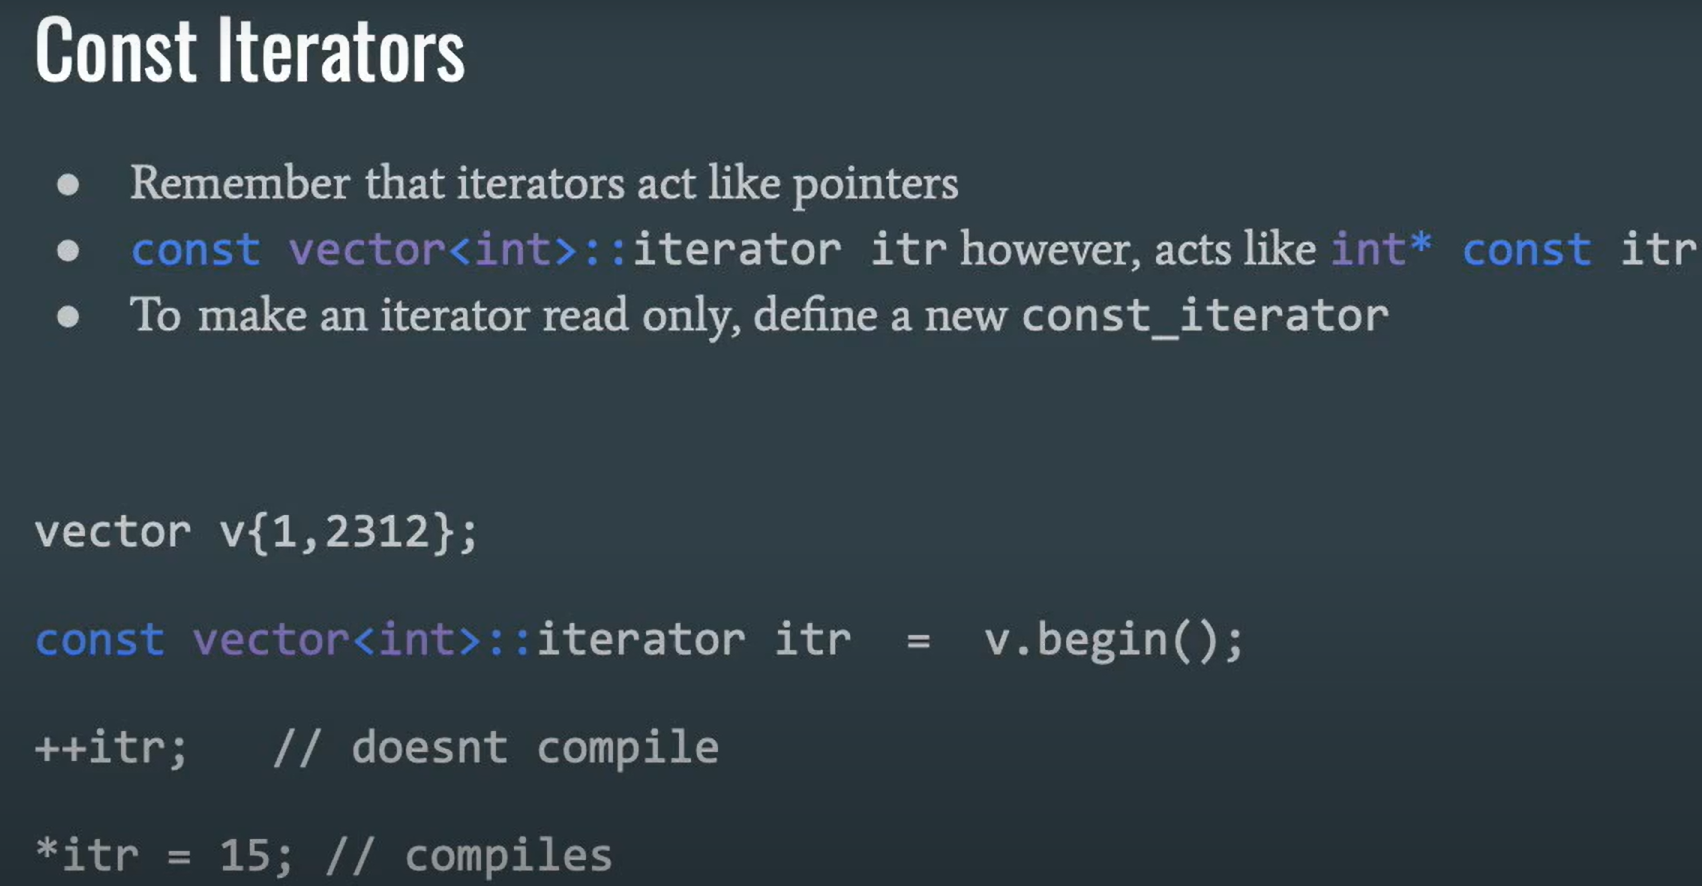 Const Iterators
● Remember that iterators act like pointers
● const vector<int>::iterator itr however, acts like int* const itr
● To make an iterator read only, define a new const_iterator
vector v{1,2312};
const vector<int>::iterator itr = v.begin();
++itr; // doesnt compile
*itr = 15; // compiles